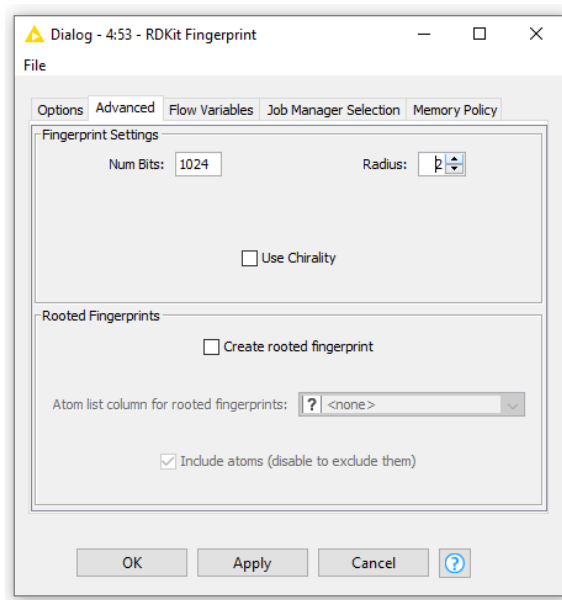 Dialog - 4:53 - RDKit Fingerprint
File
Options Advanced Flow Variables Job Manager Selection Memory Policy
Fingerprint Settings
Num Bits: 1024 Radius: 2
Use Chirality
Rooted Fingerprints
Create rooted fingerprint
Atom list column for rooted fingerprints: ? <none>
Include atoms (disable to exclude them)
OK Apply Cancel ?